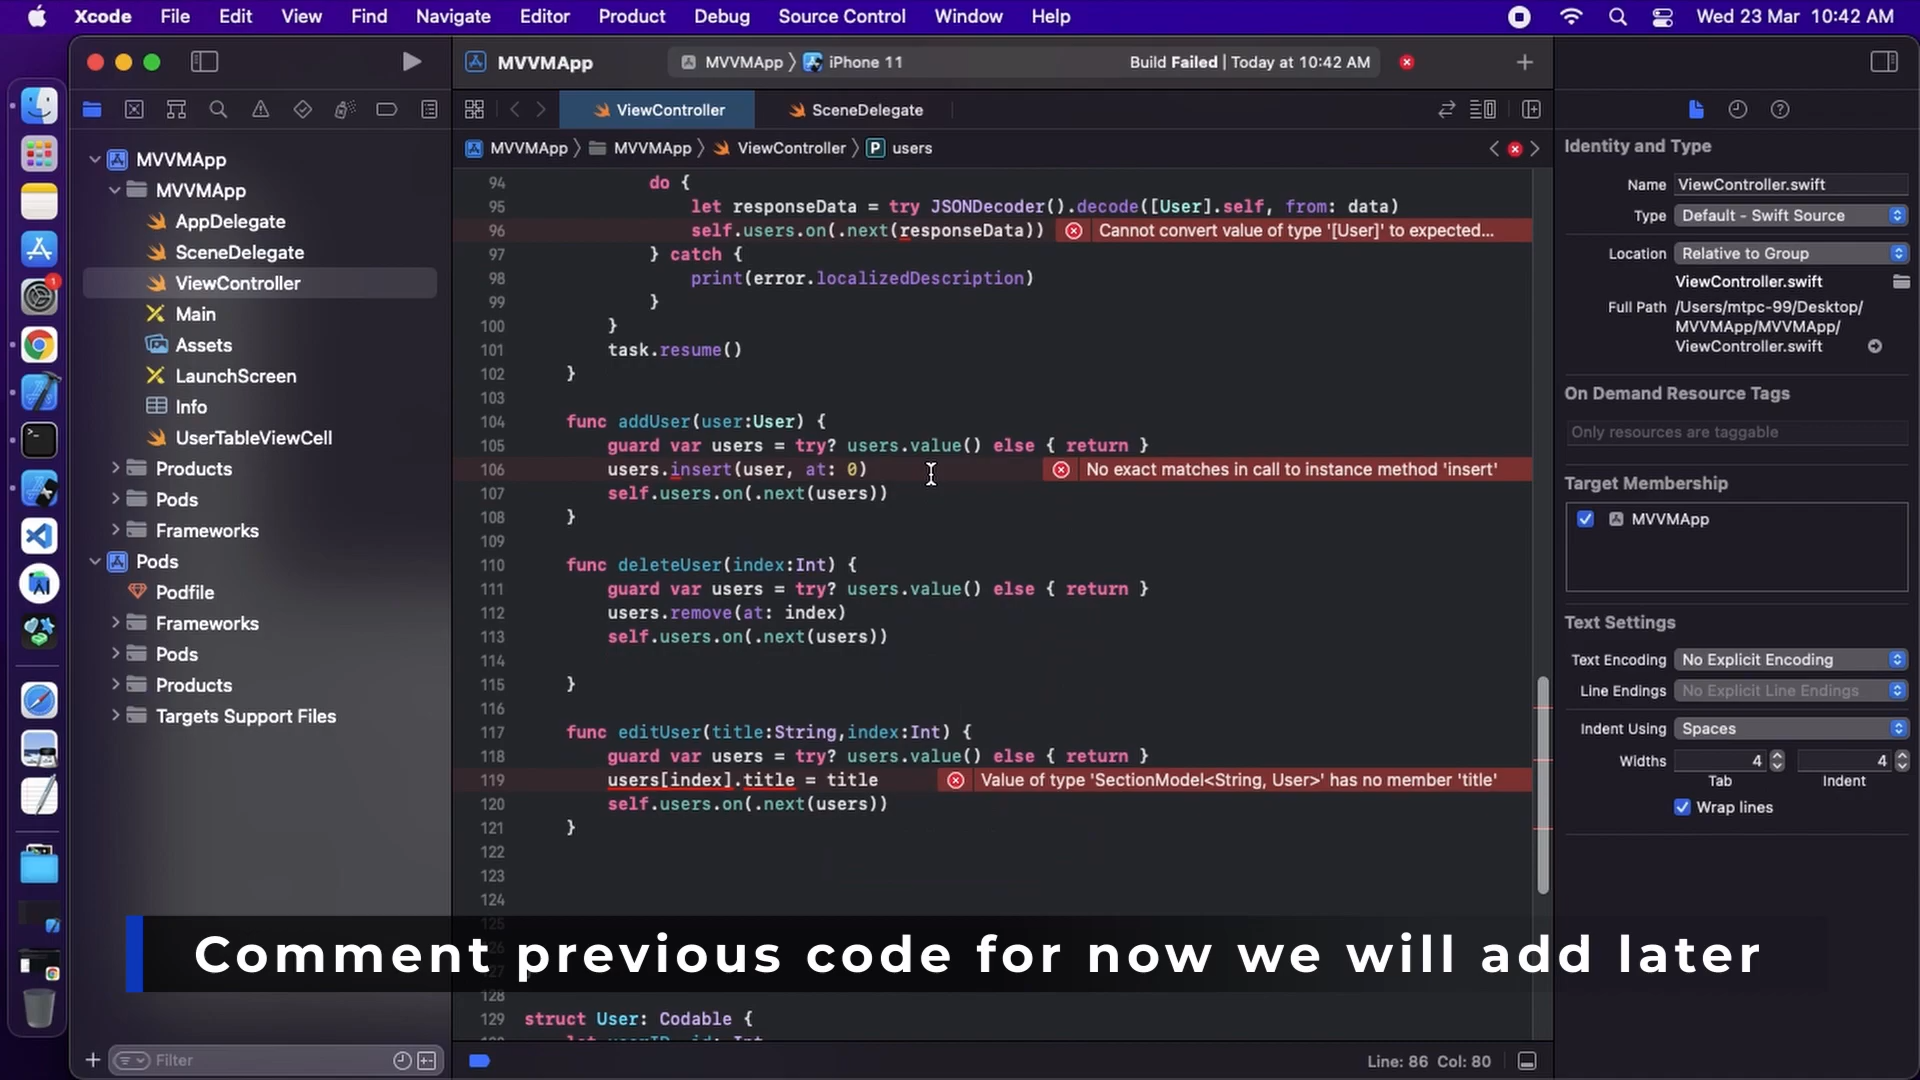 Xcode File Edit View Find Navigate Editor Product Debug Source Control Window Help Wed 23 Mar 10:42 AM
MVVMApp MVVMApp iPhone 11 Build Failed | Today at 10:42 AM
ViewController SceneDelegate
MVVMApp MVVMApp ViewController P users
MVVMApp
MVVMApp
AppDelegate
SceneDelegate
ViewController
Main
Assets
LaunchScreen
Info
UserTableViewCell
Products
Pods
Frameworks
Pods
Podfile
Frameworks
Pods
Products
Targets Support Files
Filter
94 do {
95 let responseData = try JSONDecoder().decode([User].self, from: data)
96 self.users.on(.next(responseData)) Cannot convert value of type '[User]' to expected...
97 } catch {
98 print(error.localizedDescription)
99 }
100 }
101 task.resume()
102 }
103
104 func addUser(user:User) {
105 guard var users = try? users.value() else { return }
106 users.insert(user, at: 0) No exact matches in call to instance method 'insert'
107 self.users.on(.next(users))
108 }
109
110 func deleteUser(index:Int) {
111 guard var users = try? users.value() else { return }
112 users.remove(at: index)
113 self.users.on(.next(users))
114
115 }
116
117 func editUser(title:String,index:Int) {
118 guard var users = try? users.value() else { return }
119 users[index].title = title Value of type 'SectionModel<String, User>' has no member 'title'
120 self.users.on(.next(users))
121 }
122
123
124
Comment previous code for now we will add later
128
129 struct User: Codable {
Line: 86 Col: 80
Identity and Type
Name ViewController.swift
Type Default - Swift Source
Location Relative to Group
ViewController.swift
Full Path /Users/mtpc-99/Desktop/
MVVMApp/MVVMApp/
ViewController.swift
On Demand Resource Tags
Only resources are taggable
Target Membership
MVVMApp
Text Settings
Text Encoding No Explicit Encoding
Line Endings No Explicit Line Endings
Indent Using Spaces
Widths 4 4
Tab Indent
Wrap lines